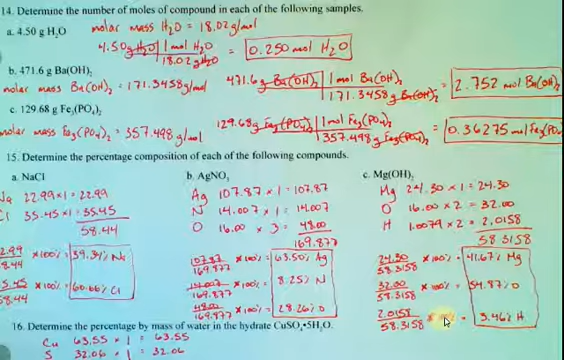 14. Determine the number of moles of compound in each of the following samples.
a. 4.50 g H₂O
molar mass H₂O = 18.02 g/mol
4.50 g H₂O | 1 mol H₂O = 0.250 mol H₂O
18.02 g H₂O
b. 471.6 g Ba(OH)₂
molar mass Ba(OH)₂ = 171.3458 g/mol
471.6 g Ba(OH)₂ | 1 mol Ba(OH)₂ = 2.752 mol Ba(OH)₂
171.3458 g Ba(OH)₂
c. 129.68 g Fe₃(PO₄)₂
molar mass Fe₃(PO₄)₂ = 357.498 g/mol
129.68 g Fe₃(PO₄)₂ | 1 mol Fe₃(PO₄)₂ = 0.36275 mol Fe₃(PO₄)₂
357.498 g Fe₃(PO₄)₂
15. Determine the percentage composition of each of the following compounds.
a. NaCl
Na 22.99 × 1 = 22.99
Cl 35.45 × 1 = 35.45
58.44
22.99
58.44
× 100% = 39.34% Na
35.45
58.44
× 100% = 60.66% Cl
b. AgNO₃
Ag 107.87 × 1 = 107.87
N 14.007 × 1 = 14.007
O 16.00 × 3 = 48.00
169.877
107.87
169.877
× 100% = 63.50% Ag
14.007
169.877
× 100% = 8.25% N
48.00
169.877
× 100% = 28.26% O
c. Mg(OH)₂
Mg 24.30 × 1 = 24.30
O 16.00 × 2 = 32.00
H 1.0079 × 2 = 2.0158
58.3158
24.30
58.3158
× 100% = 41.67% Mg
32.00
58.3158
× 100% = 54.87% O
2.0158
58.3158
= 3.46% H
16. Determine the percentage by mass of water in the hydrate CuSO₄•5H₂O.
Cu 63.55 × 1 = 63.55
S 32.06 × 1 = 32.06